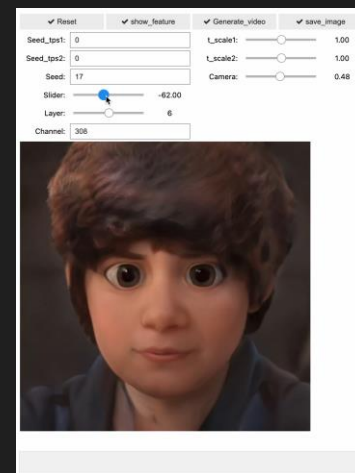 ✔ Reset ✔ show_feature ✔ Generate_video ✔ save_image
Seed_tps1: 0 t_scale1: 1.00
Seed_tps2: 0 t_scale2: 1.00
Seed: 17 Camera: 0.48
Slider: -62.00
Layer: 6
Channel: 308